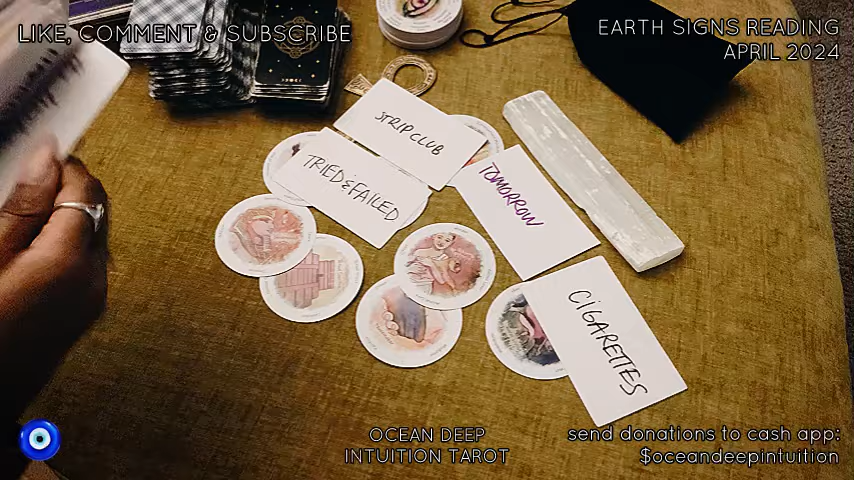 LIKE, COMMENT & SUBSCRIBE
EARTH SIGNS READING
APRIL 2024
STRIP CLUB
TRIED & FAILED
TOMORROW
CIGARETTES
OCEAN DEEP
INTUITION TAROT
send donations to cash app:
$oceandeepintuition